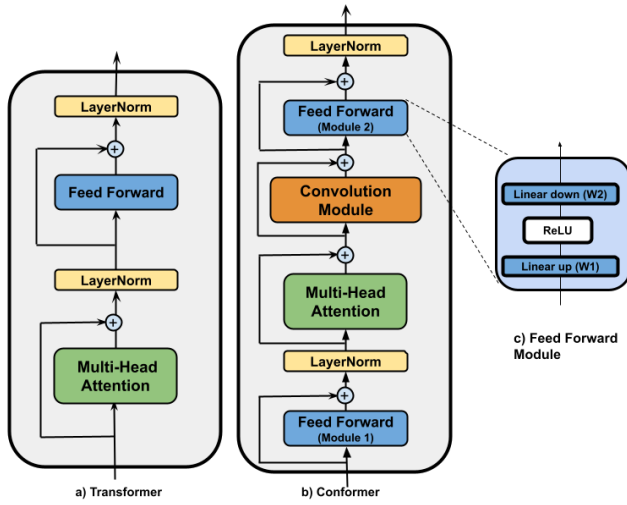 LayerNorm
+
Feed Forward
LayerNorm
+
Multi-Head
Attention
a) Transformer
LayerNorm
+
Feed Forward
(Module 2)
+
Convolution
Module
+
Multi-Head
Attention
LayerNorm
+
Feed Forward
(Module 1)
b) Conformer
Linear down (W2)
ReLU
Linear up (W1)
c) Feed Forward
Module